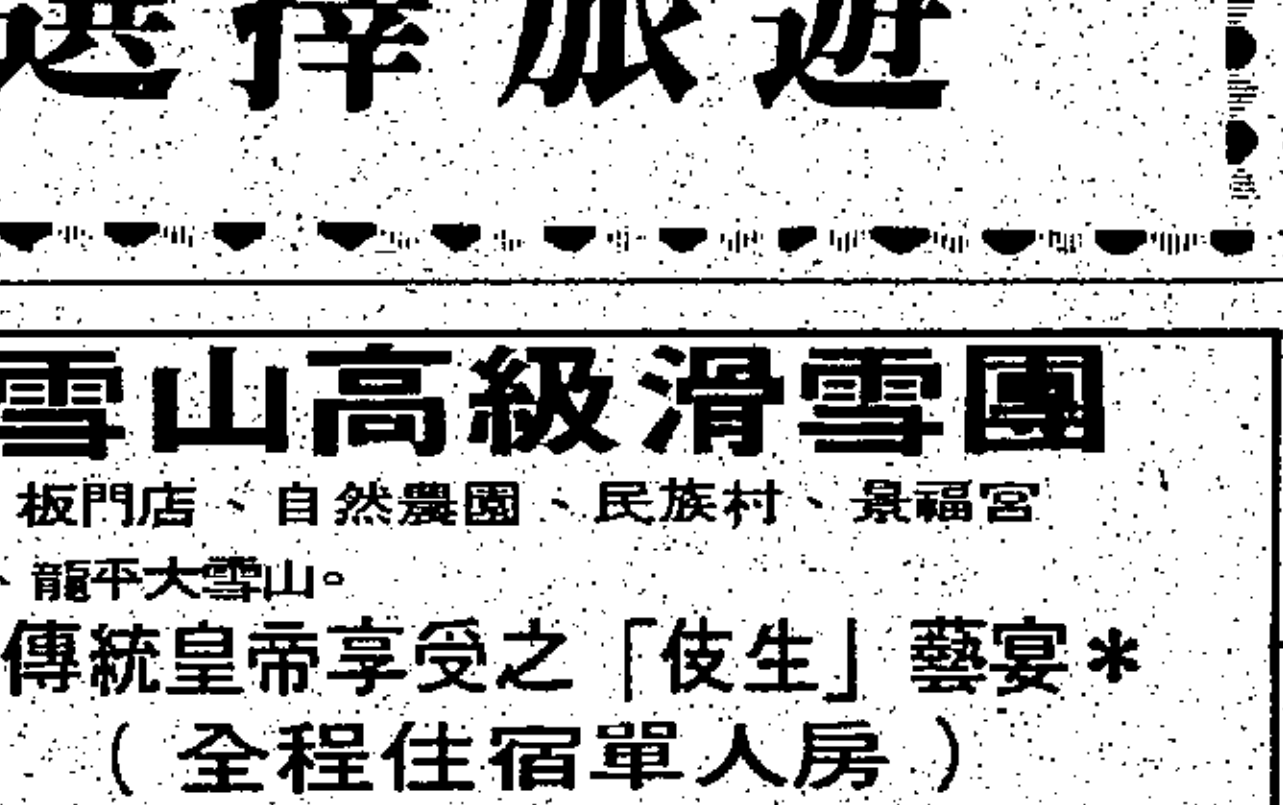 選擇旅遊
雪山高級滑雪團
板門店、自然農園、民族村、景福宮
、龍平大雪山。
傳統皇帝享受之「伎生」藝宴*
(全程住宿單人房)